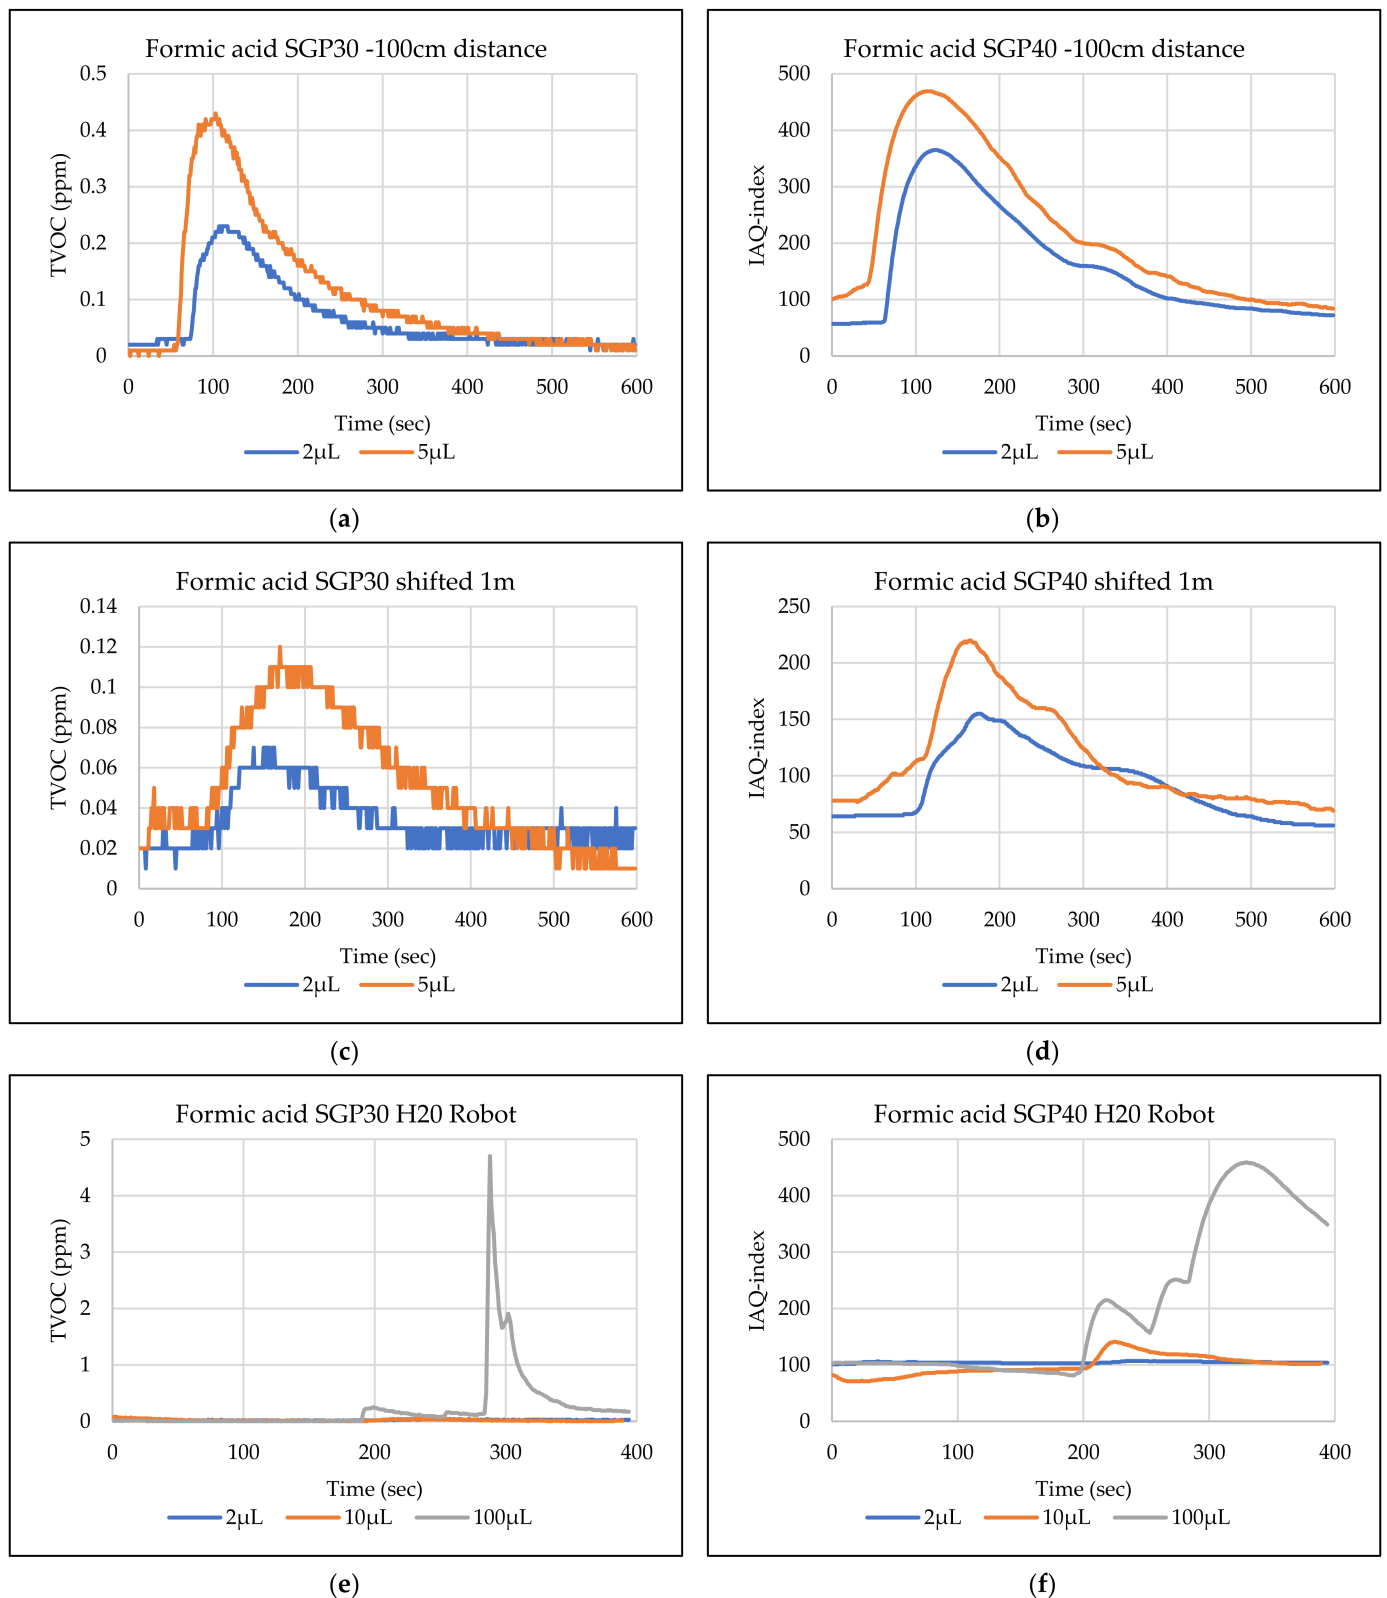 Formic acid SGP30 -100cm distance
0.5
0.4
0.3
0.2
0.1
0
TVOC (ppm)
0 100 200 300 400 500 600
Time (sec)
2µL 5µL
(a)
Formic acid SGP40 -100cm distance
500
400
300
200
100
0
IAQ-index
0 100 200 300 400 500 600
Time (sec)
2µL 5µL
(b)
Formic acid SGP30 shifted 1m
0.14
0.12
0.1
0.08
0.06
0.04
0.02
0
TVOC (ppm)
0 100 200 300 400 500 600
Time (sec)
2µL 5µL
(c)
Formic acid SGP40 shifted 1m
250
200
150
100
50
0
IAQ-index
0 100 200 300 400 500 600
Time (sec)
2µL 5µL
(d)
Formic acid SGP30 H20 Robot
5
4
3
2
1
0
TVOC (ppm)
0 100 200 300 400
Time (sec)
2µL 10µL 100µL
(e)
Formic acid SGP40 H20 Robot
500
400
300
200
100
0
IAQ-index
0 100 200 300 400
Time (sec)
2µL 10µL 100µL
(f)